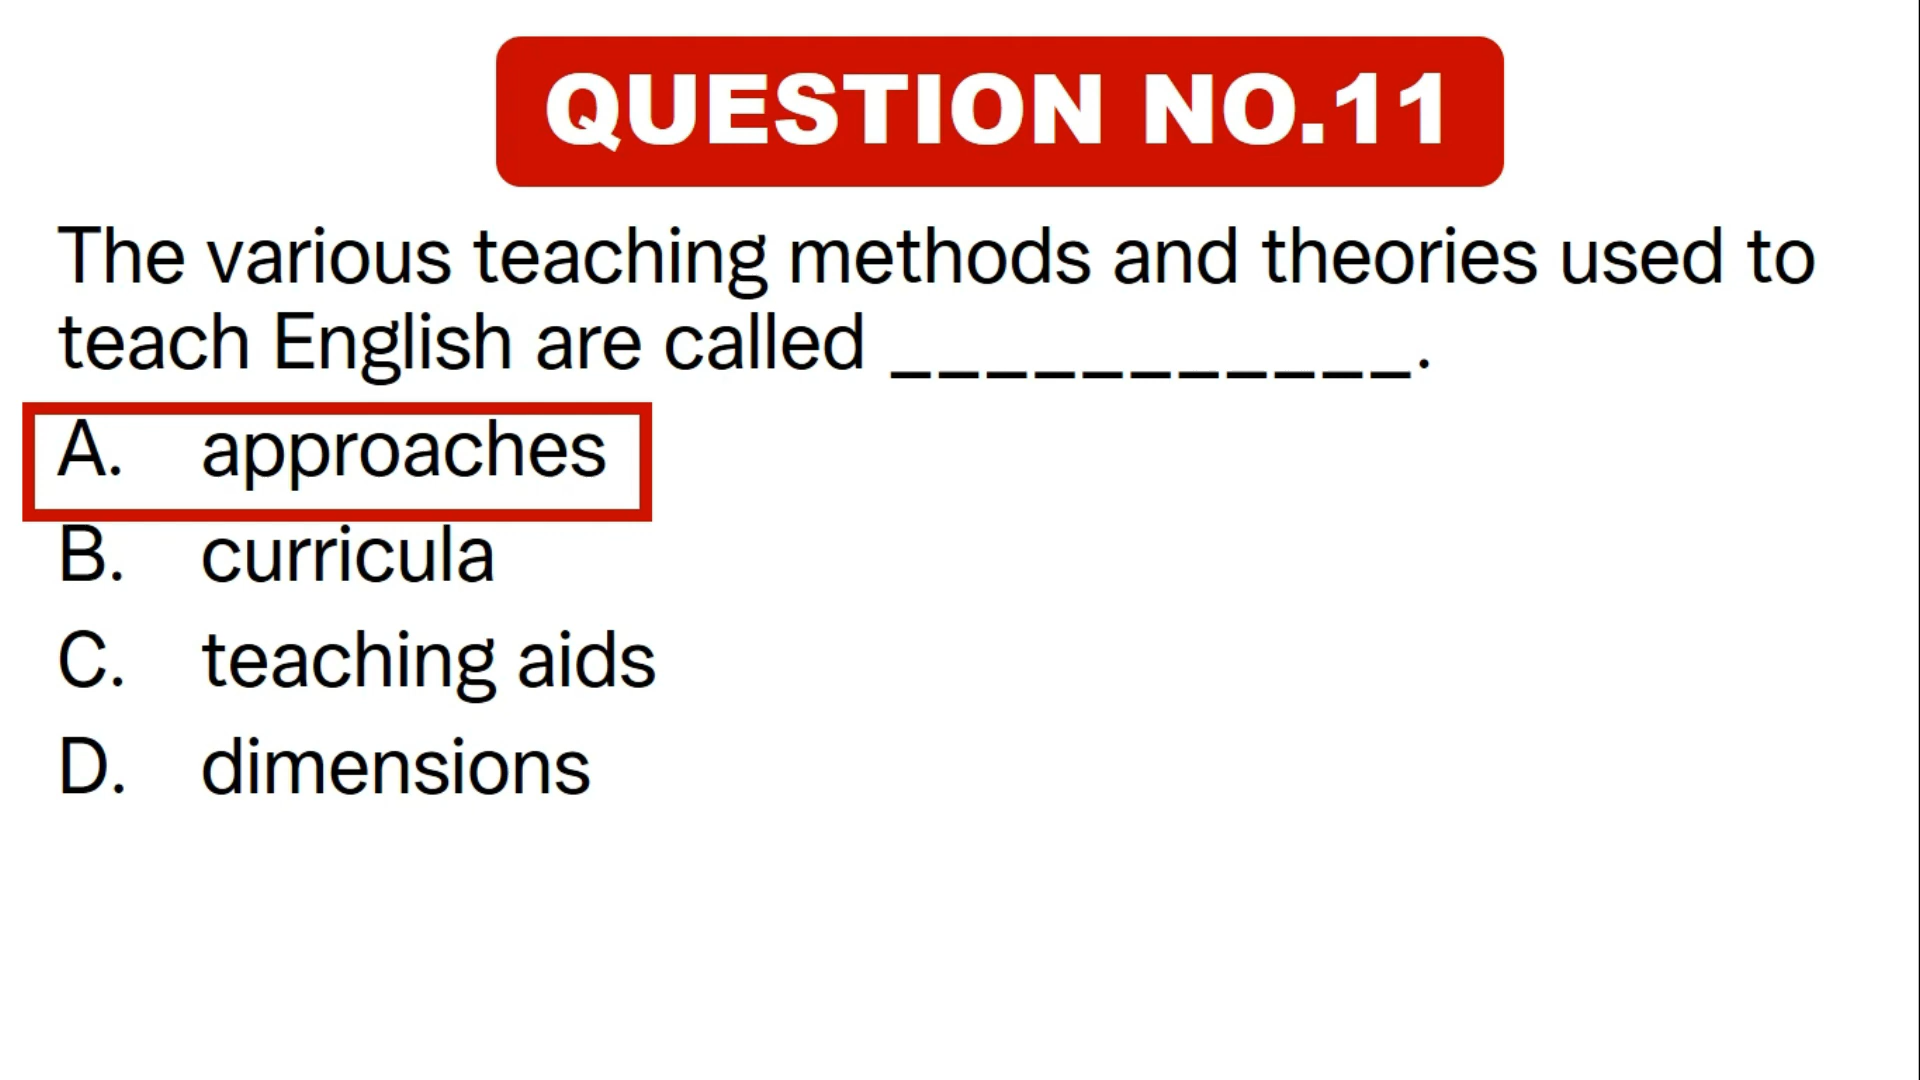 QUESTION NO.11
The various teaching methods and theories used to
teach English are called ___________.
A. approaches
B. curricula
C. teaching aids
D. dimensions